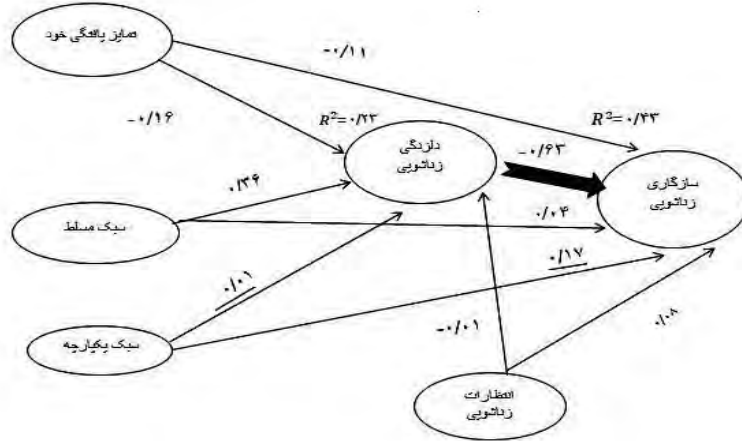 تمایز یافتگی خود
-۰/۱۱
-۰/۱۶
R²=۰/۲۳
R²=۰/۴۳
دلزدگی
زناشویی
-۰/۶۳
سازگاری
زناشویی
۰/۳۶
سبک مسلط
۰/۰۴
۰/۰۱
۰/۱۷
سبک یکپارچه
-۰/۰۱
۰/۰۸
انتظارات
زناشویی